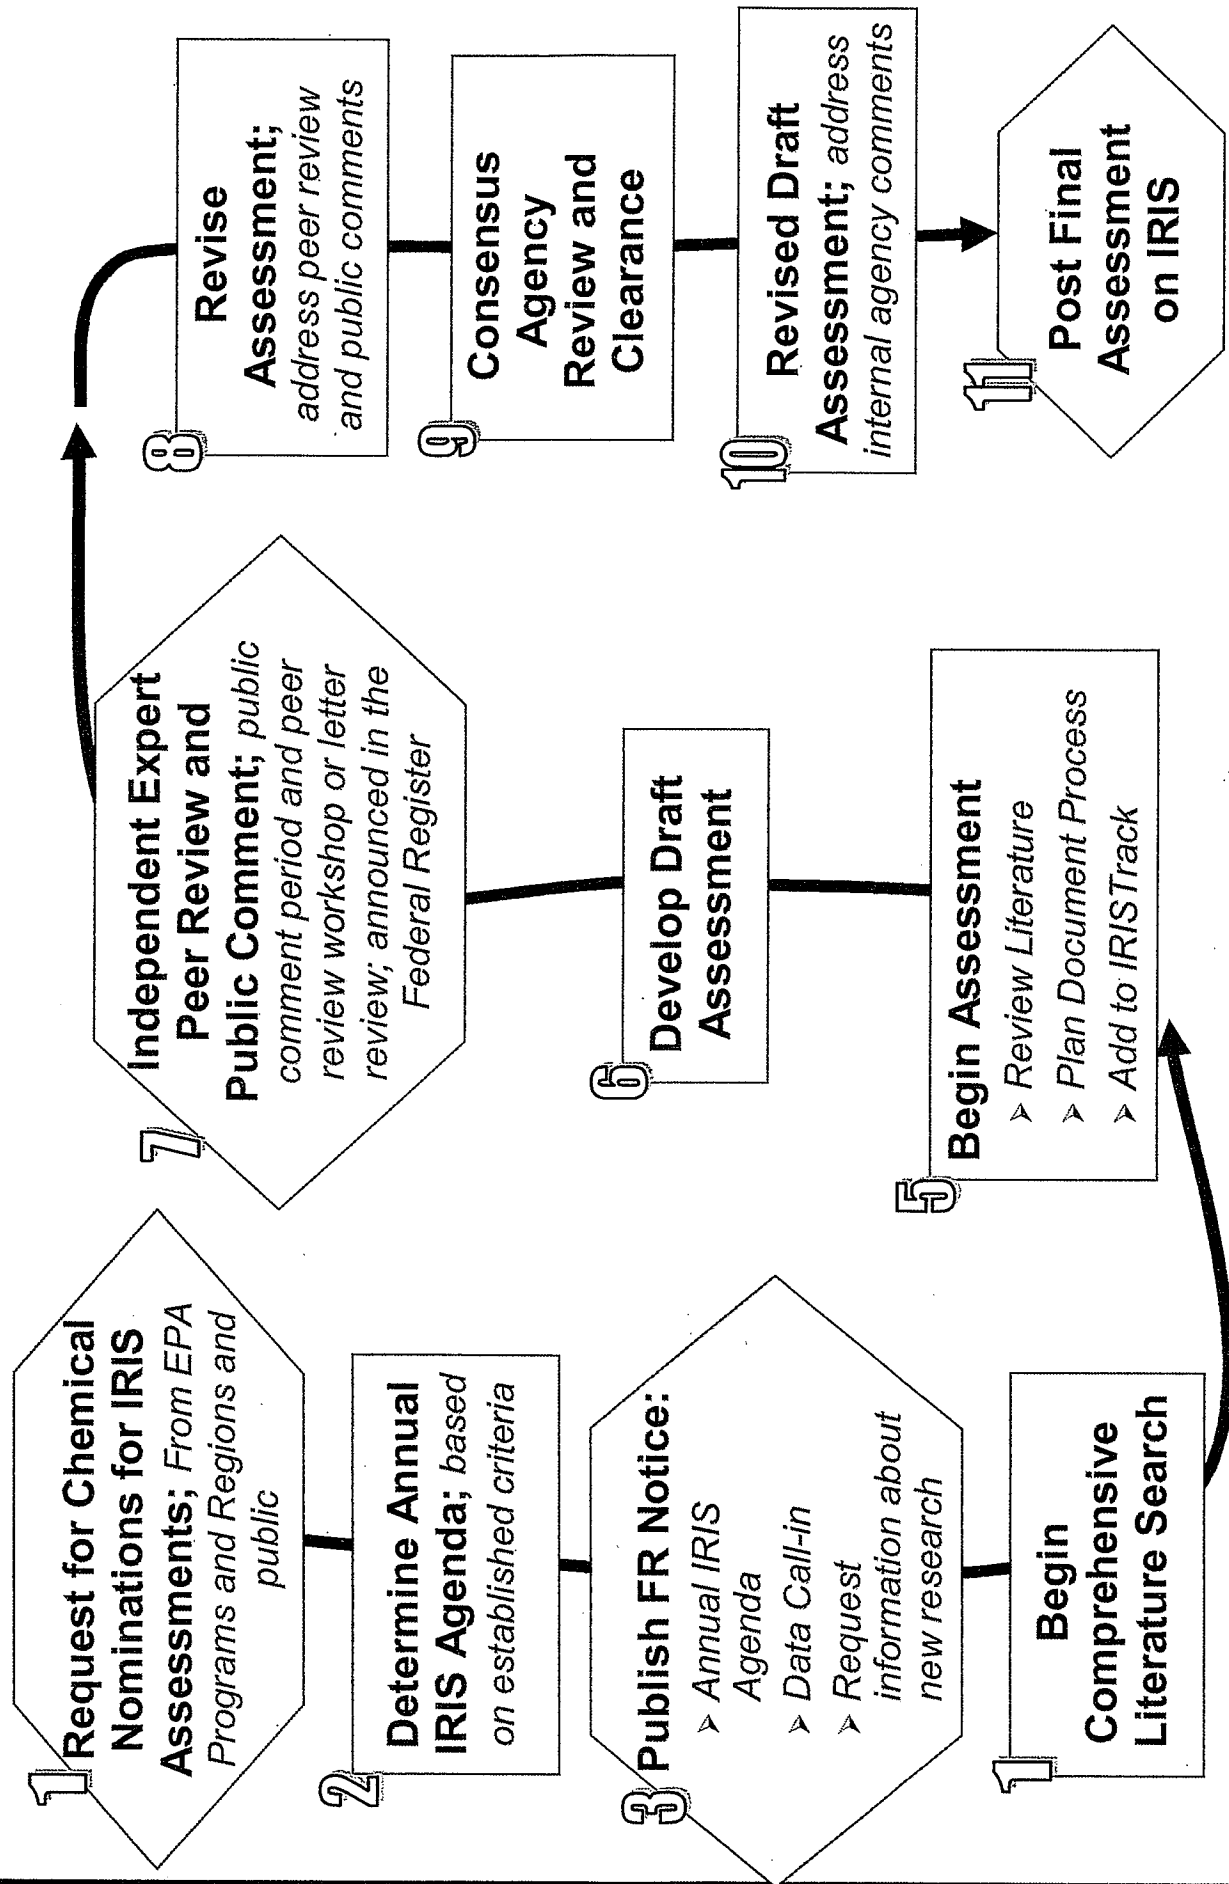 1
Request for Chemical
Nominations for IRIS
Assessments; From EPA
Programs and Regions and
public
2
Determine Annual
IRIS Agenda; based
on established criteria
3
Publish FR Notice:
➢ Annual IRIS
Agenda
➢ Data Call-in
➢ Request
information about
new research
1
Begin
Comprehensive
Literature Search
5
Begin Assessment
➢ Review Literature
➢ Plan Document Process
➢ Add to IRISTrack
6
Develop Draft
Assessment
7
Independent Expert
Peer Review and
Public Comment; public
comment period and peer
review workshop or letter
review; announced in the
Federal Register
8
Revise
Assessment;
address peer review
and public comments
9
Consensus
Agency
Review and
Clearance
10
Revised Draft
Assessment; address
internal agency comments
11
Post Final
Assessment
on IRIS